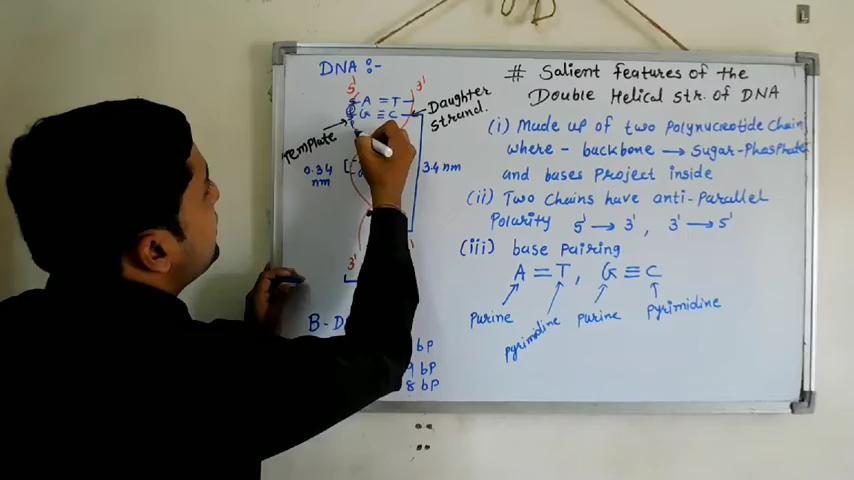 DNA :-
5' 3'
A = T
G ≡ C
Daughter
strand.
Template
0.34
nm
3.4 nm
3'
B-D
bP
9 bP
8 bP
# Salient features of the
Double Helical str. of DNA
(i) Made up of two Polynucleotide Chain
where - backbone → Sugar-Phosphate
and bases Project inside
(ii) Two Chains have anti-Parallel
Polarity 5' → 3', 3' → 5'
(iii) base pairing
A = T, G ≡ C
Purine
pyrimidine
purine
Pyrimidine